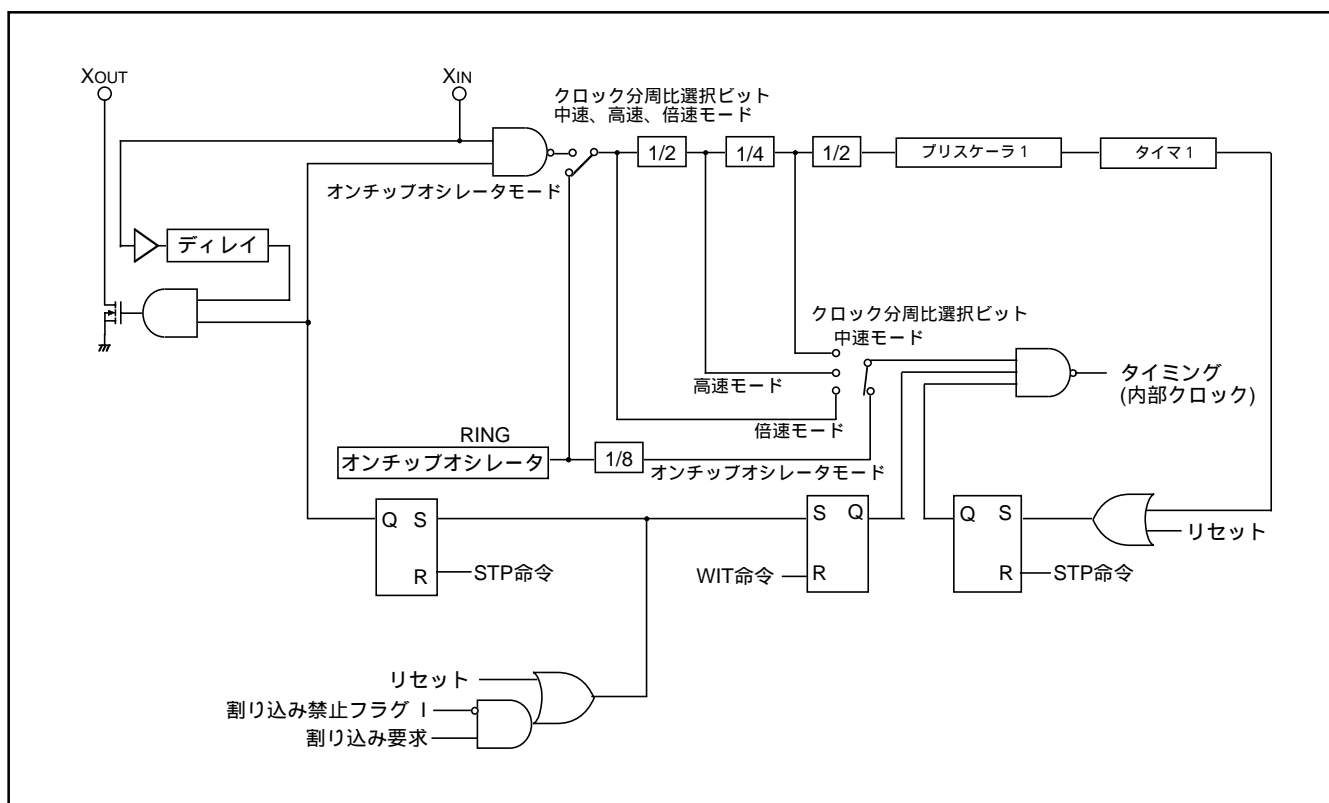 XOUT
XIN
クロック分周比選択ビット
中速、高速、倍速モード
1/2
1/4
1/2
プリスケーラ1
タイマ1
オンチップオシレータモード
ディレイ
クロック分周比選択ビット
中速モード
高速モード
倍速モード
タイミング
(内部クロック)
RING
オンチップオシレータ
1/8
オンチップオシレータモード
Q S
R
STP命令
S Q
R
WIT命令
Q S
R
STP命令
リセット
リセット
割り込み禁止フラグ I
割り込み要求